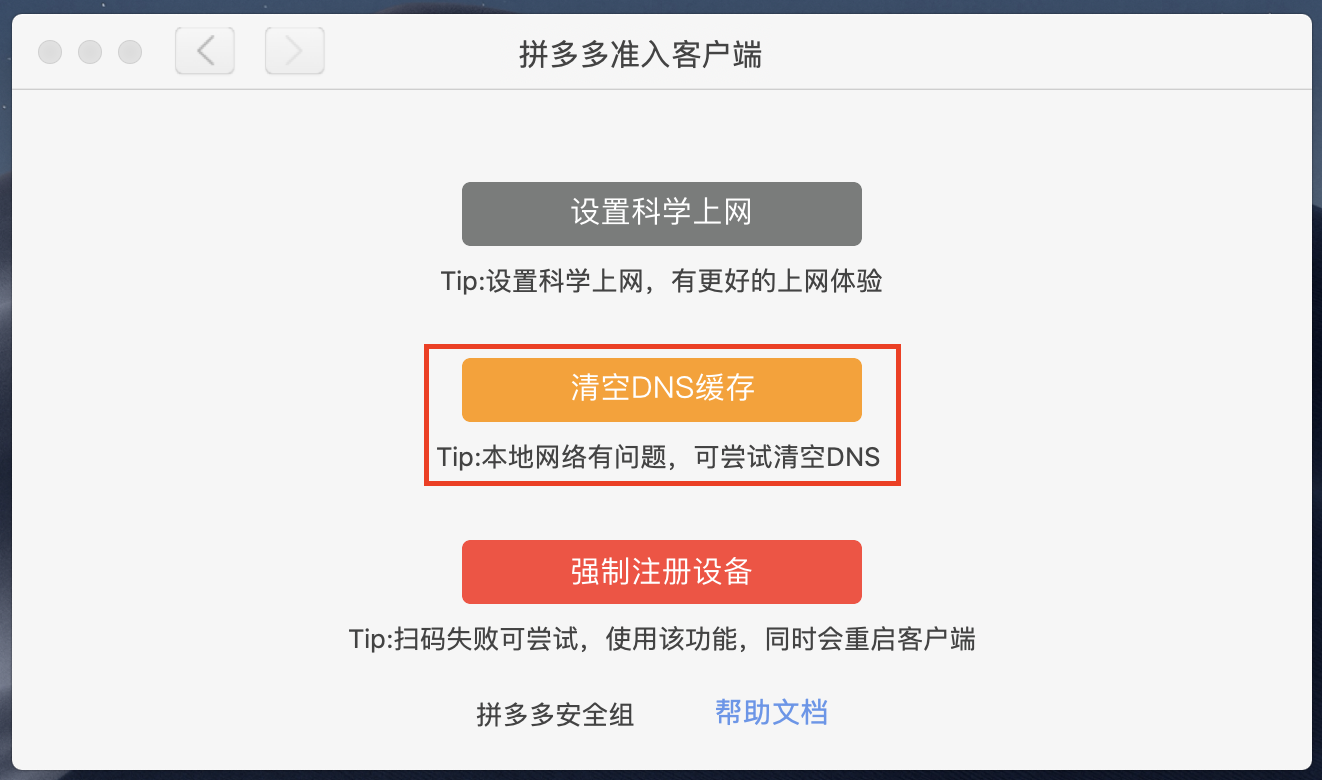 拼多多准入客户端
设置科学上网
Tip:设置科学上网，有更好的上网体验
清空DNS缓存
Tip:本地网络有问题，可尝试清空DNS
强制注册设备
Tip:扫码失败可尝试，使用该功能，同时会重启客户端
拼多多安全组 帮助文档